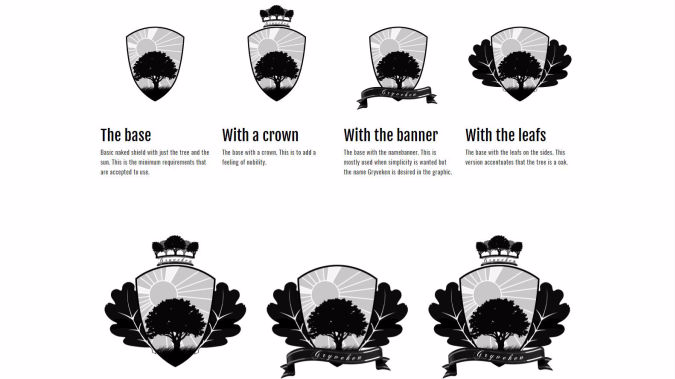 Gryveken
The base
Basic naked shield with just the tree and the
sun. This is the minimum requirements that
are accepted to use.
With a crown
The base with a crown. This is to add a
feeling of nobility.
With the banner
The base with the namebanner. This is
mostly used when simplicity is wanted but
the name Gryveken is desired in the graphic.
With the leafs
The base with the leafs on the sides. This
version accentuates that the tree is a oak.
Gryveken
Gryveken